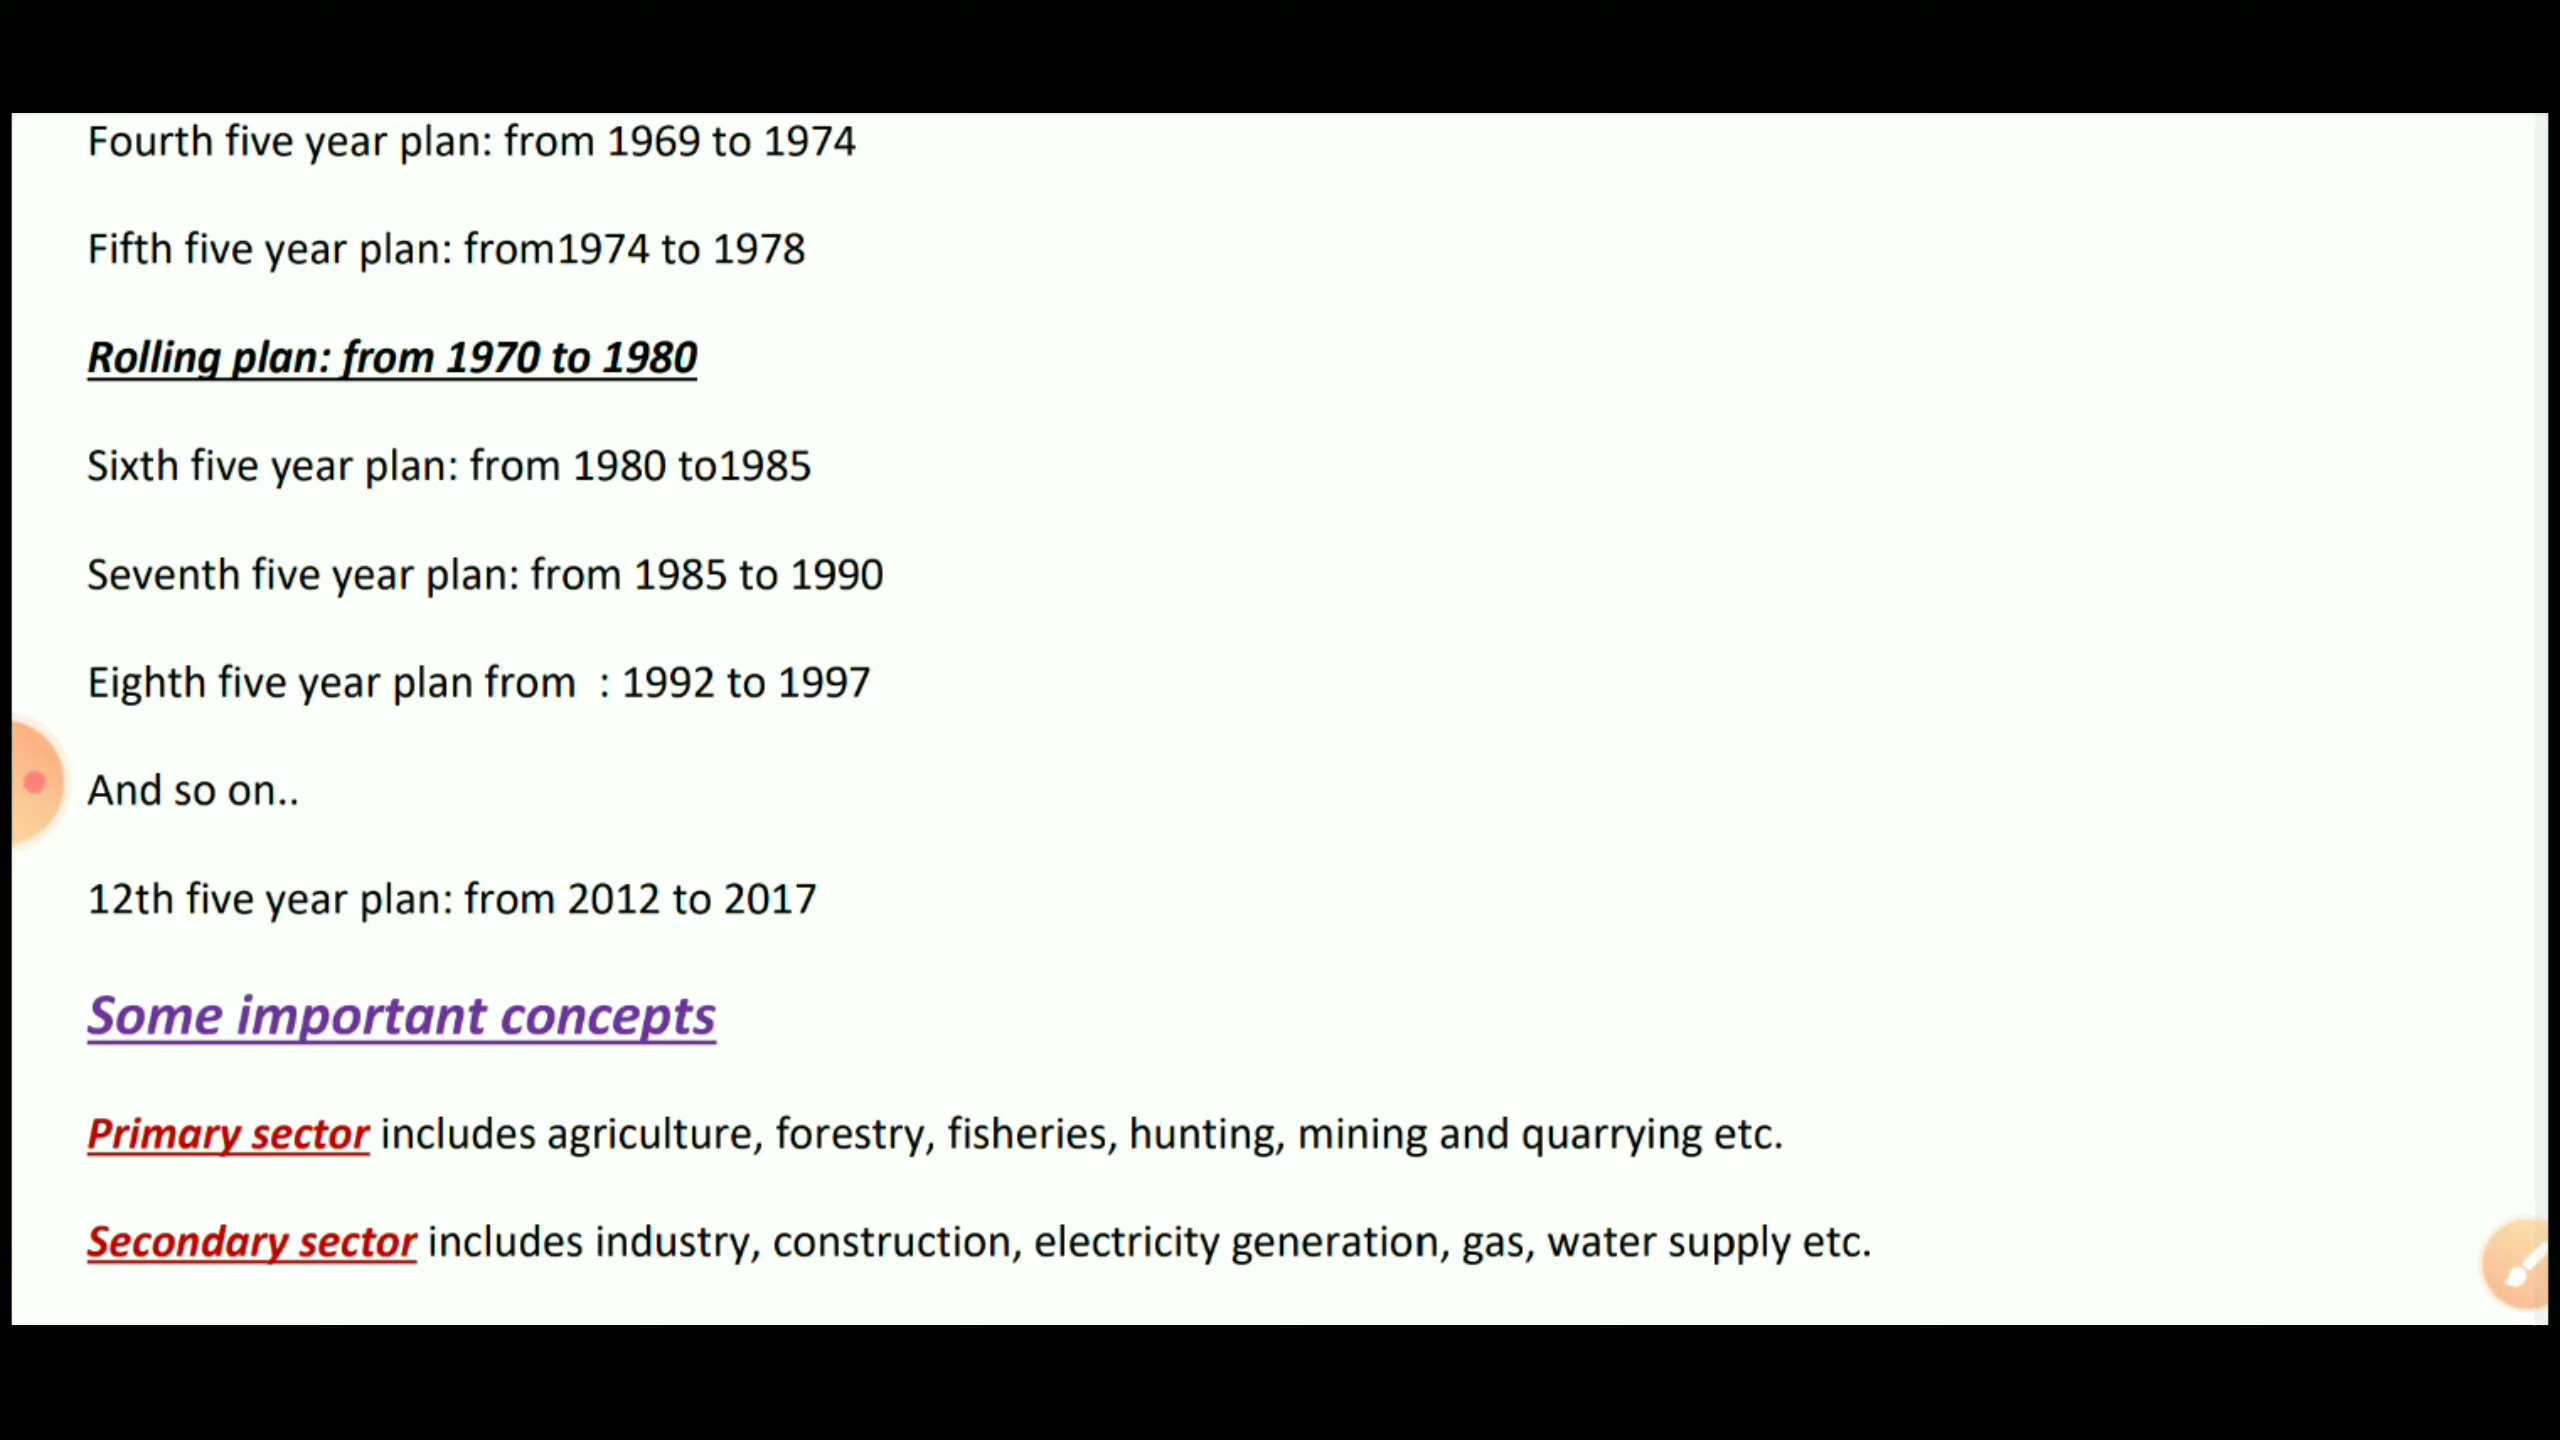 Fourth five year plan: from 1969 to 1974
Fifth five year plan: from1974 to 1978
Rolling plan: from 1970 to 1980
Sixth five year plan: from 1980 to1985
Seventh five year plan: from 1985 to 1990
Eighth five year plan from  : 1992 to 1997
And so on..
12th five year plan: from 2012 to 2017
Some important concepts
Primary sector includes agriculture, forestry, fisheries, hunting, mining and quarrying etc.
Secondary sector includes industry, construction, electricity generation, gas, water supply etc.